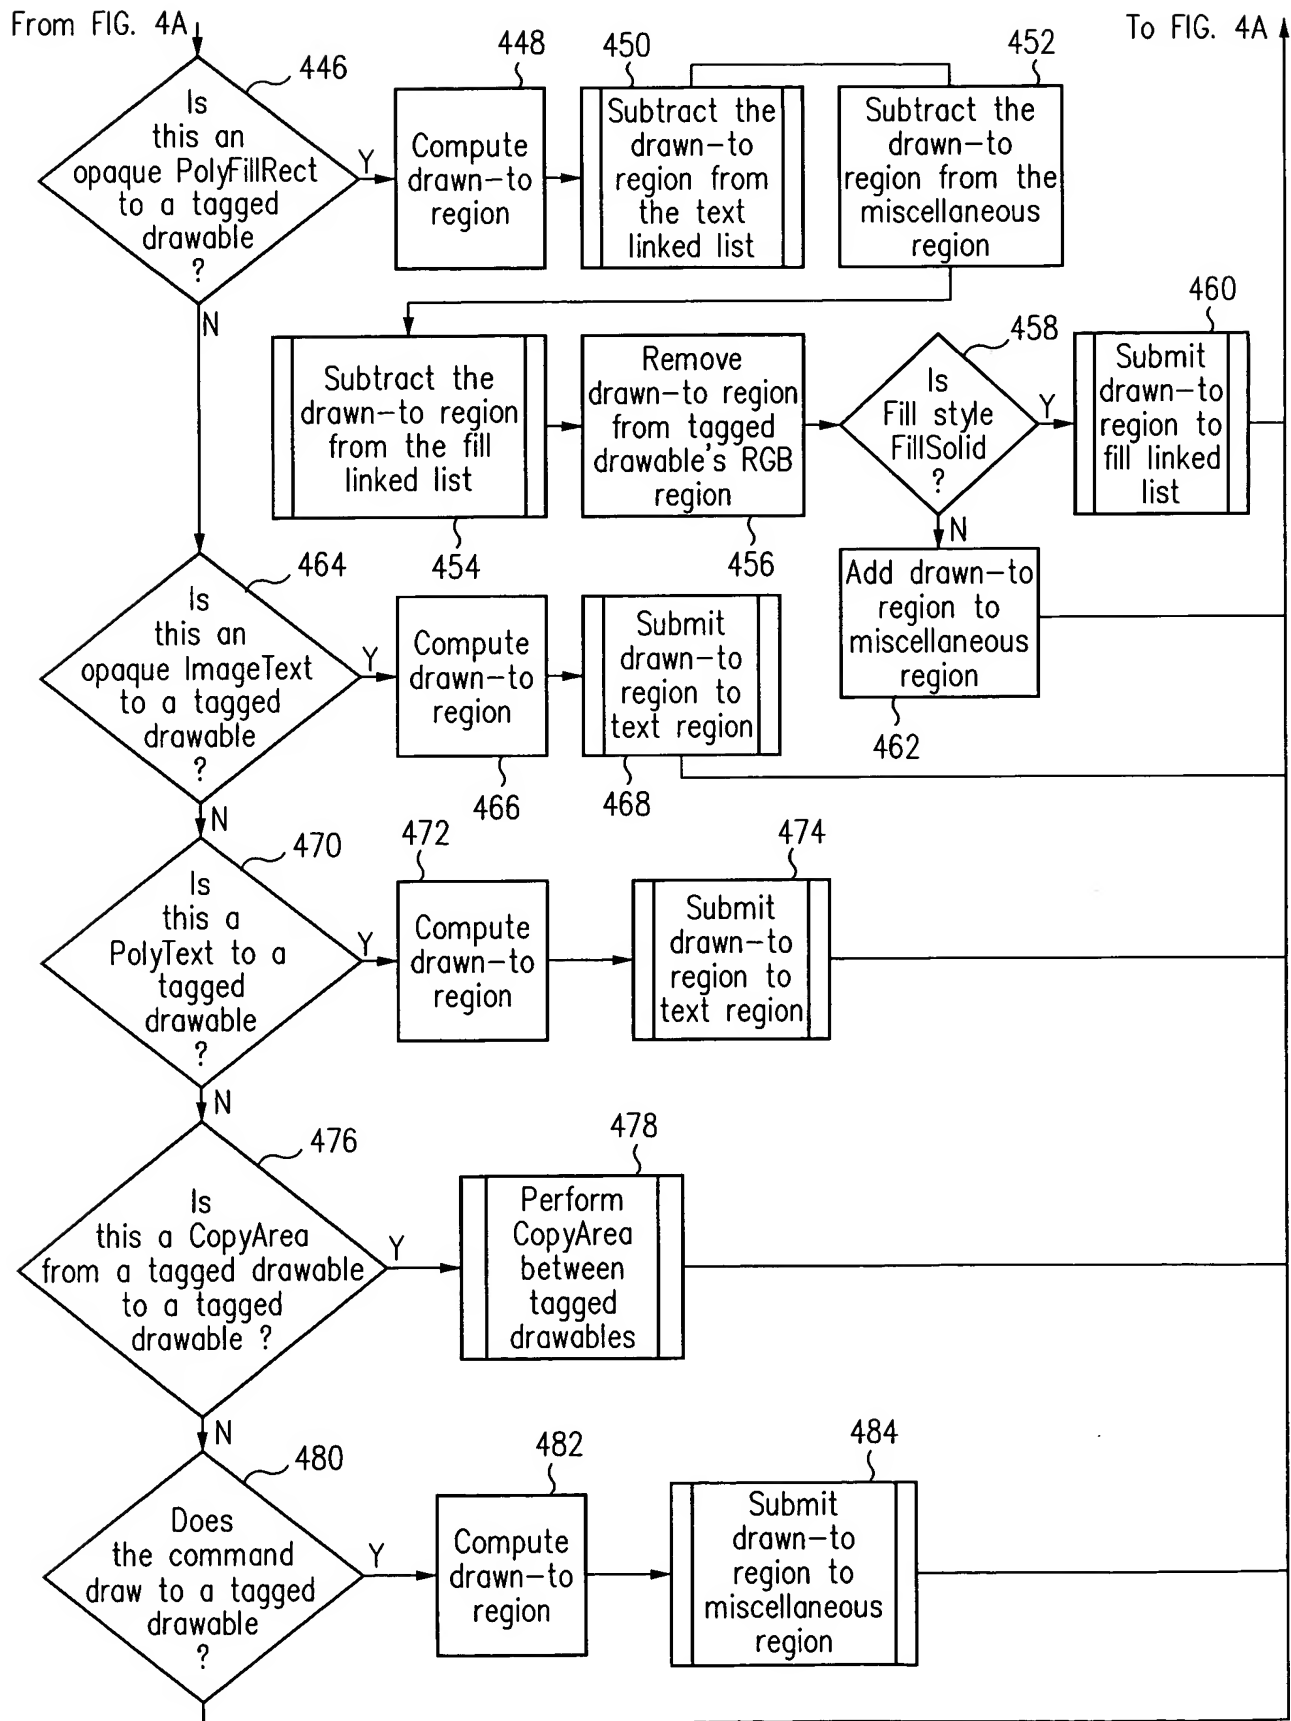 From FIG. 4A
To FIG. 4A
446
Is
this an
opaque PolyFillRect
to a tagged
drawable
?
Y
N
448
Compute
drawn-to
region
450
Subtract the
drawn-to
region from
the text
linked list
452
Subtract the
drawn-to
region from the
miscellaneous
region
Subtract the
drawn-to region
from the fill
linked list
454
Remove
drawn-to region
from tagged
drawable's RGB
region
456
458
Is
Fill style
FillSolid
?
Y
N
460
Submit
drawn-to
region to
fill linked
list
Add drawn-to
region to
miscellaneous
region
462
464
Is
this an
opaque ImageText
to a tagged
drawable
?
Y
N
Compute
drawn-to
region
466
Submit
drawn-to
region to
text region
468
470
Is
this a
PolyText to a
tagged
drawable
?
Y
N
472
Compute
drawn-to
region
474
Submit
drawn-to
region to
text region
476
Is
this a CopyArea
from a tagged drawable
to a tagged
drawable ?
Y
N
478
Perform
CopyArea
between
tagged
drawables
480
Does
the command
draw to a tagged
drawable
?
Y
482
Compute
drawn-to
region
484
Submit
drawn-to
region to
miscellaneous
region